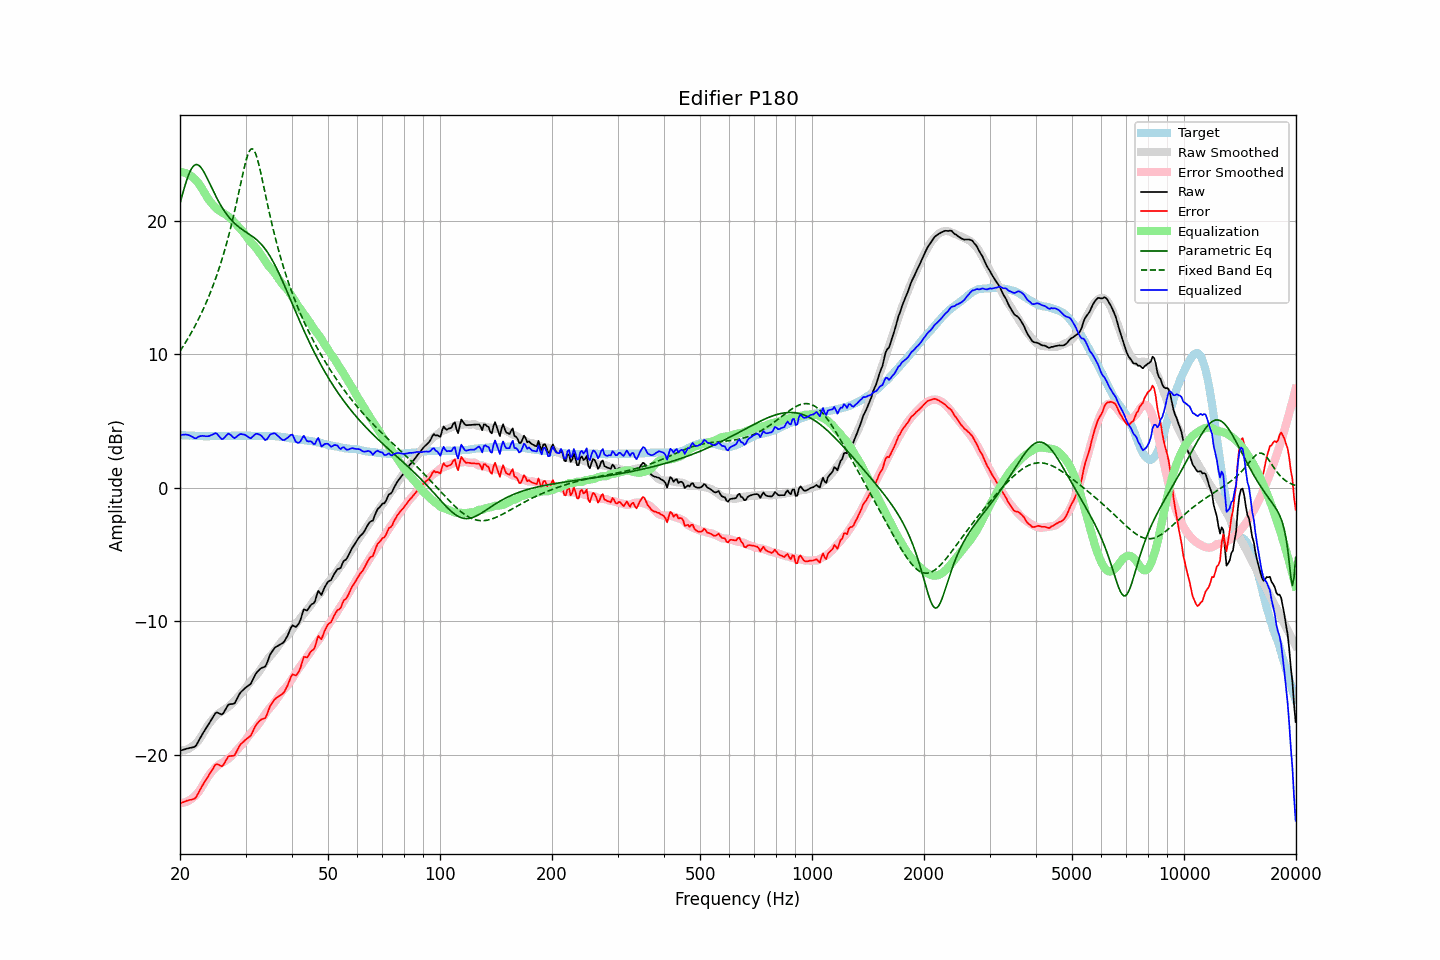 Edifier P180
Target
Raw Smoothed
Error Smoothed
Raw
Error
Equalization
Parametric Eq
Fixed Band Eq
Equalized
Amplitude (dBr)
20
10
0
−10
−20
20 50 100 200 500 1000 2000 5000 10000 20000
Frequency (Hz)